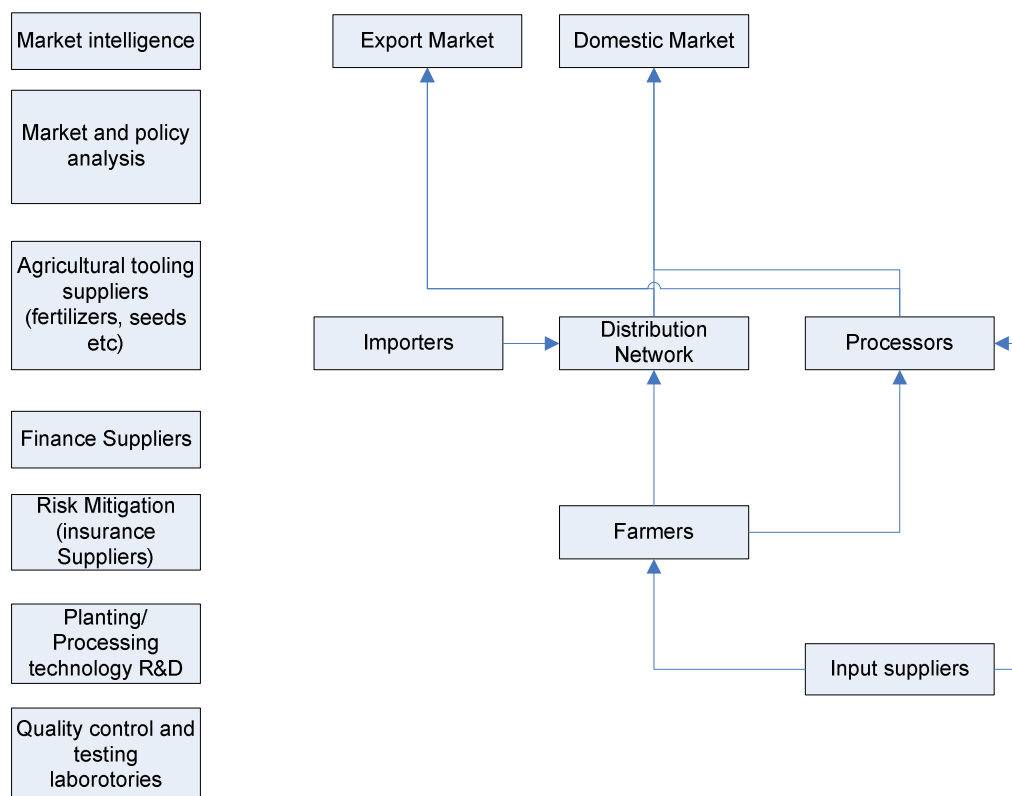 Market intelligence
Export Market
Domestic Market
Market and policy
analysis
Agricultural tooling
suppliers
(fertilizers, seeds
etc)
Importers
Distribution
Network
Processors
Finance Suppliers
Risk Mitigation
(insurance
Suppliers)
Farmers
Planting/
Processing
technology R&D
Input suppliers
Quality control and
testing
laborotories